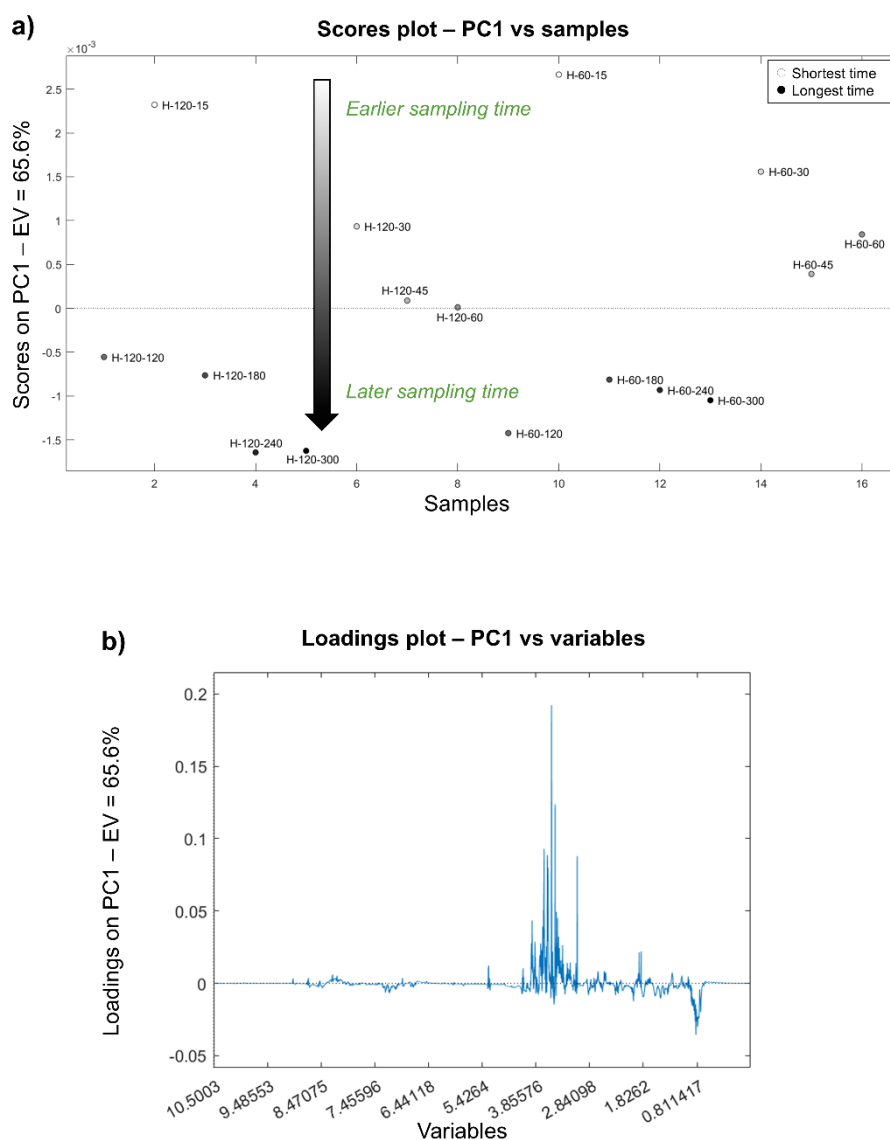 a)
Scores plot – PC1 vs samples
×10⁻³
Scores on PC1 – EV = 65.6%
2.5
2
1.5
1
0.5
0
-0.5
-1
-1.5
Shortest time
Longest time
Earlier sampling time
Later sampling time
H-60-15
H-120-15
H-60-30
H-120-30
H-60-60
H-60-45
H-120-45
H-120-60
H-120-120
H-120-180
H-60-180
H-60-240
H-60-300
H-60-120
H-120-240
H-120-300
2 4 6 8 10 12 14 16
Samples
b)
Loadings plot – PC1 vs variables
Loadings on PC1 – EV = 65.6%
0.2
0.15
0.1
0.05
0
-0.05
10.5003 9.48553 8.47075 7.45596 6.44118 5.4264 3.85576 2.84098 1.8262 0.811417
Variables